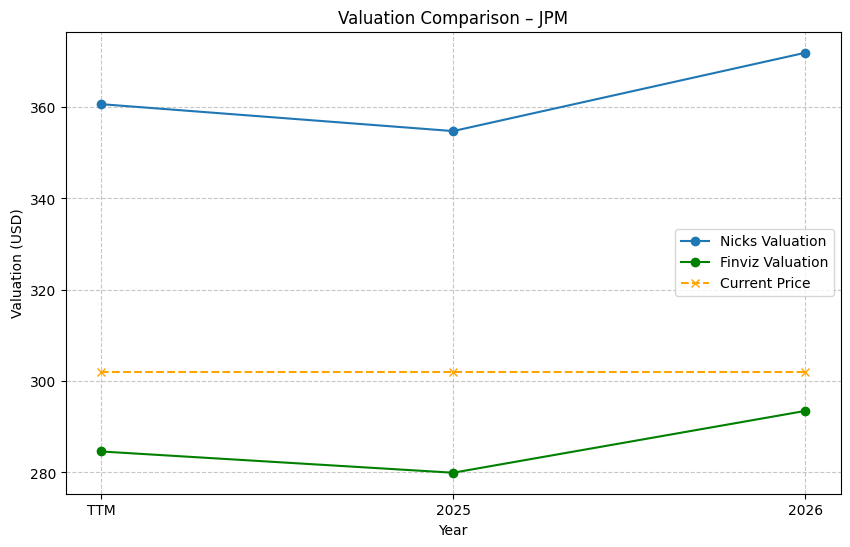 Valuation Comparison – JPM
Valuation (USD)
360
340
320
300
280
Nicks Valuation
Finviz Valuation
Current Price
TTM
2025
2026
Year